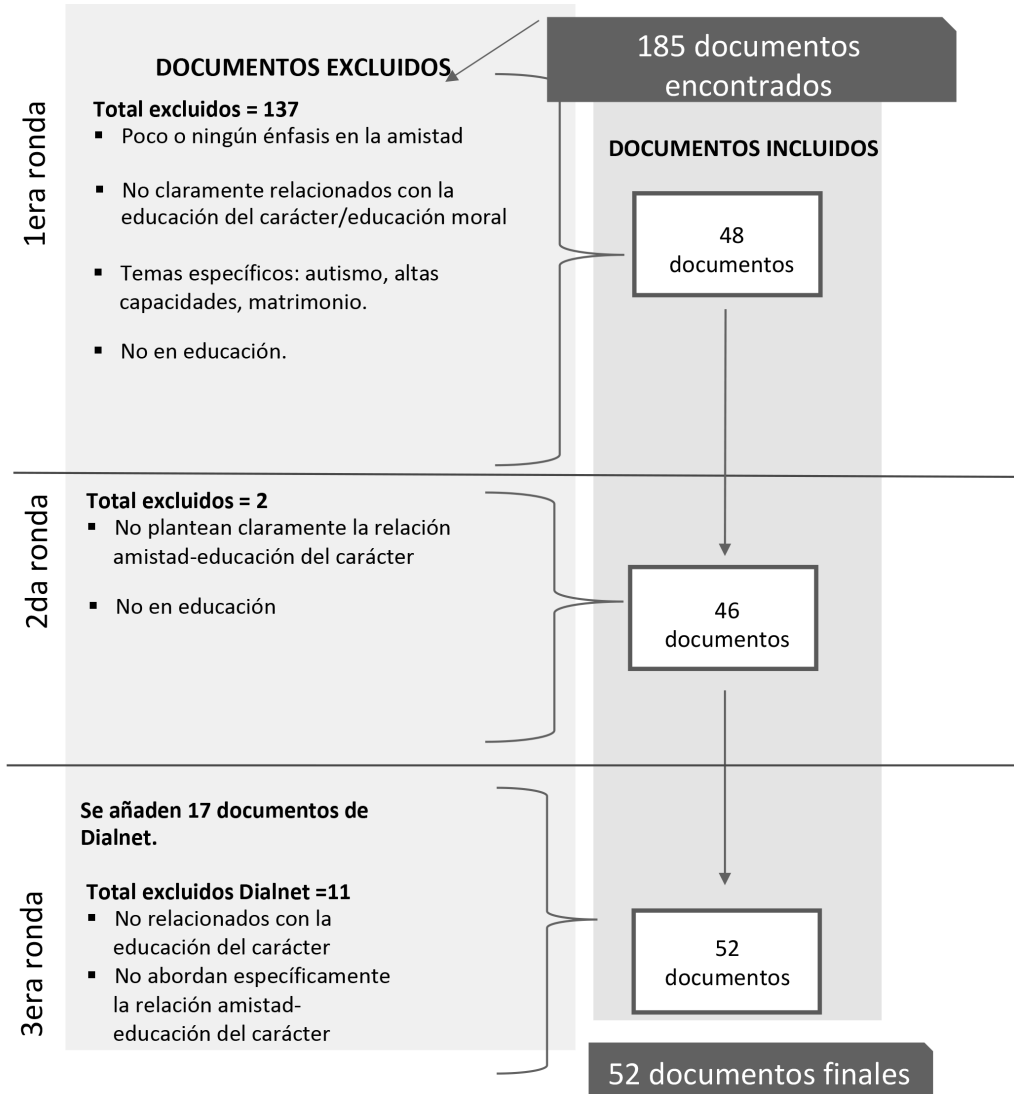 185 documentos
encontrados
1era ronda
DOCUMENTOS EXCLUIDOS
Total excluidos = 137
▪ Poco o ningún énfasis en la amistad
▪ No claramente relacionados con la
educación del carácter/educación moral
▪ Temas específicos: autismo, altas
capacidades, matrimonio.
▪ No en educación.
DOCUMENTOS INCLUIDOS
48
documentos
2da ronda
Total excluidos = 2
▪ No plantean claramente la relación
amistad-educación del carácter
▪ No en educación
46
documentos
3era ronda
Se añaden 17 documentos de
Dialnet.
Total excluidos Dialnet =11
▪ No relacionados con la
educación del carácter
▪ No abordan específicamente
la relación amistad-
educación del carácter
52
documentos
52 documentos finales